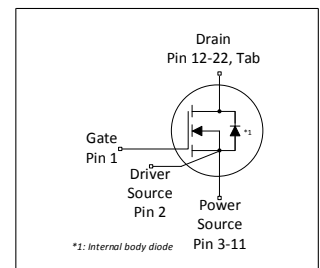 Drain
Pin 12-22, Tab
*1
Gate
Pin 1
Driver
Source
Pin 2
Power
Source
Pin 3-11
*1: Internal body diode